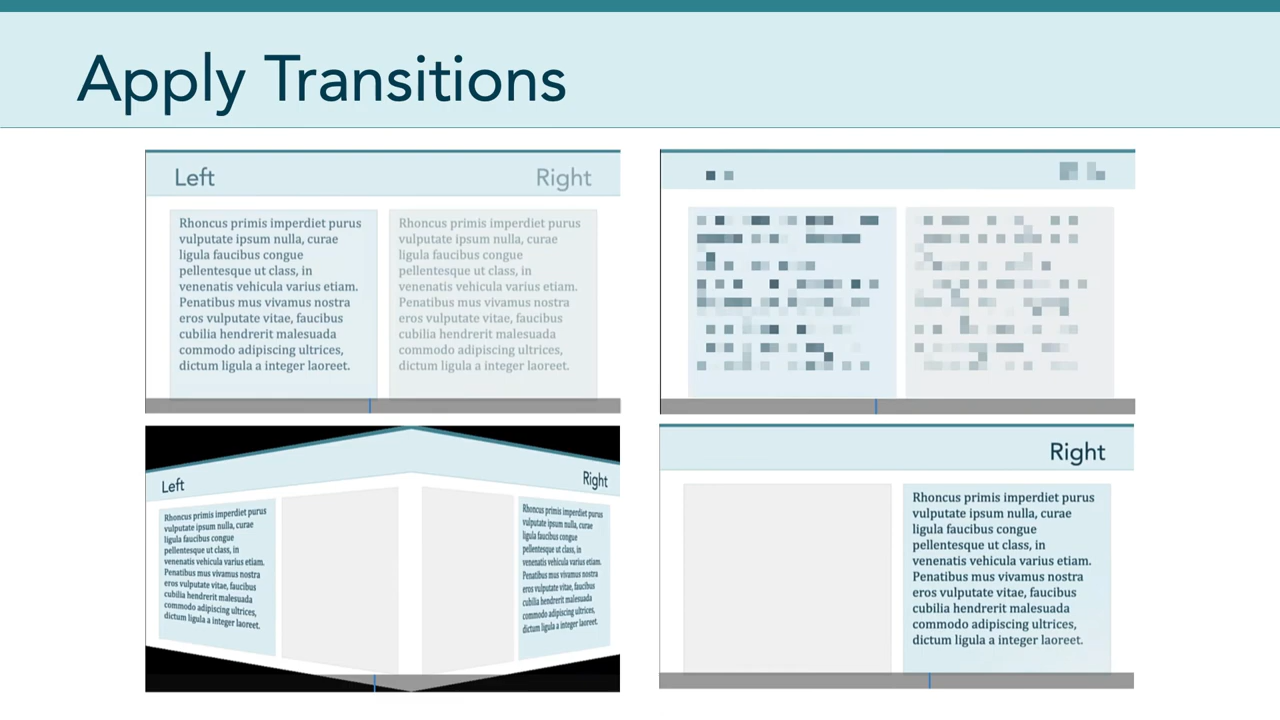 Apply Transitions
Left
Right
Rhoncus primis imperdiet purus
vulputate ipsum nulla, curae
ligula faucibus congue
pellentesque ut class, in
venenatis vehicula varius etiam.
Penatibus mus vivamus nostra
eros vulputate vitae, faucibus
cubilia hendrerit malesuada
commodo adipiscing ultrices,
dictum ligula a integer laoreet.
Rhoncus primis imperdiet purus
vulputate ipsum nulla, curae
ligula faucibus congue
pellentesque ut class, in
venenatis vehicula varius etiam.
Penatibus mus vivamus nostra
eros vulputate vitae, faucibus
cubilia hendrerit malesuada
commodo adipiscing ultrices,
dictum ligula a integer laoreet.
Left
Right
Rhoncus primis imperdiet purus
vulputate ipsum nulla, curae
ligula faucibus congue
pellentesque ut class, in
venenatis vehicula varius etiam.
Penatibus mus vivamus nostra
eros vulputate vitae, faucibus
cubilia hendrerit malesuada
commodo adipiscing ultrices,
dictum ligula a integer laoreet.
Rhoncus primis imperdiet purus
vulputate ipsum nulla, curae
ligula faucibus congue
pellentesque ut class, in
venenatis vehicula varius etiam.
Penatibus mus vivamus nostra
eros vulputate vitae, faucibus
cubilia hendrerit malesuada
commodo adipiscing ultrices,
dictum ligula a integer laoreet.
Right
Rhoncus primis imperdiet purus
vulputate ipsum nulla, curae
ligula faucibus congue
pellentesque ut class, in
venenatis vehicula varius etiam.
Penatibus mus vivamus nostra
eros vulputate vitae, faucibus
cubilia hendrerit malesuada
commodo adipiscing ultrices,
dictum ligula a integer laoreet.